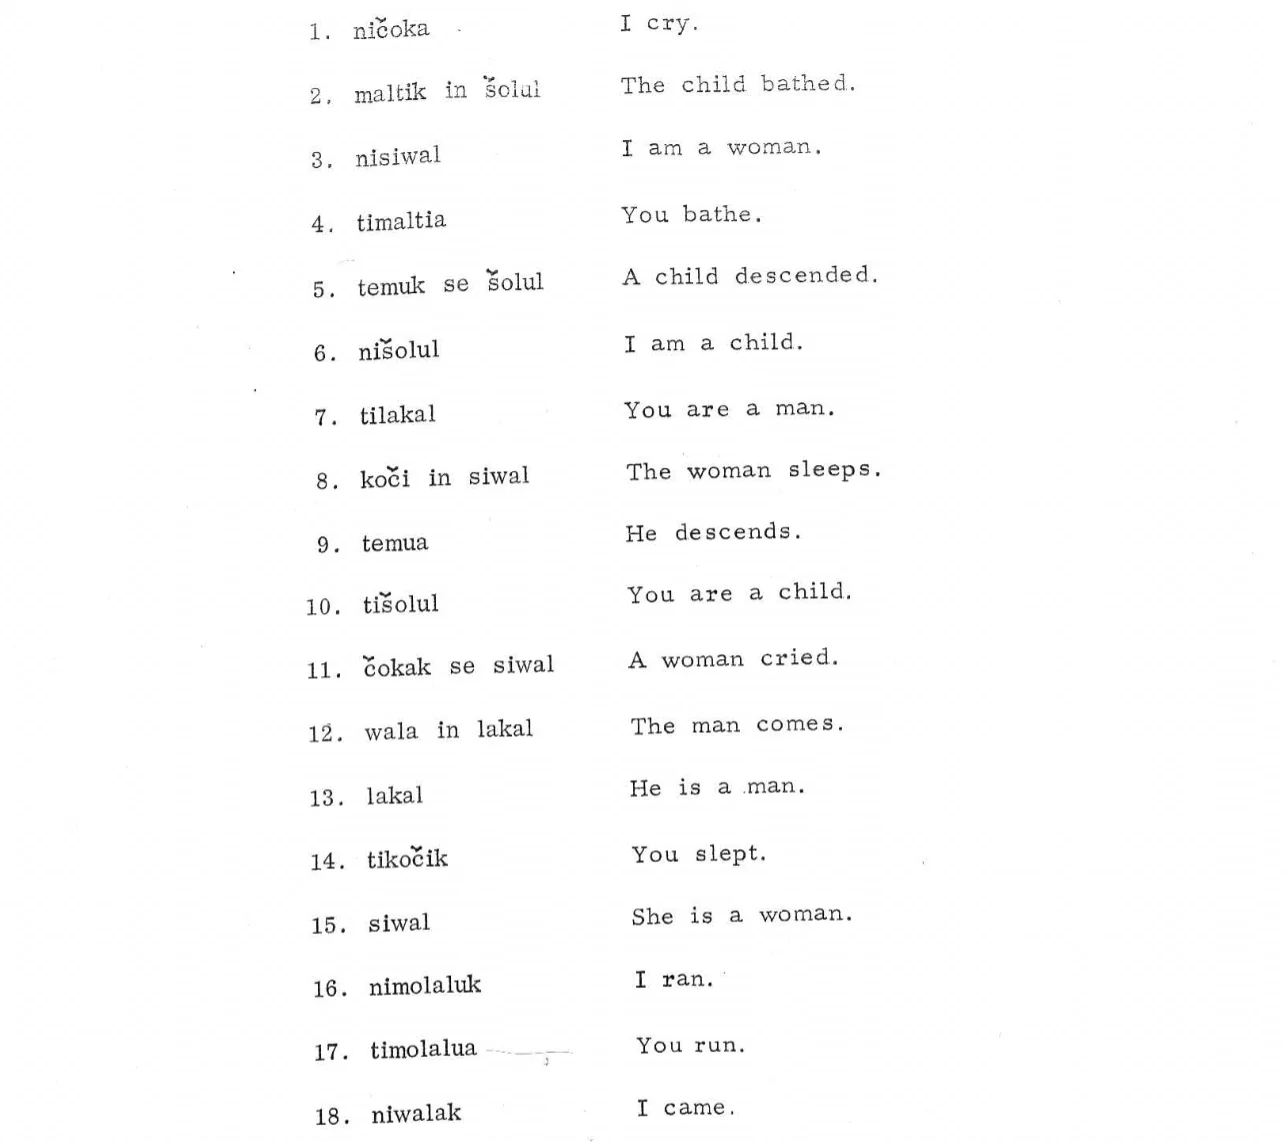 1. ničoka I cry.
2. maltik in šolul The child bathed.
3. nisiwal I am a woman.
4. timaltia You bathe.
5. temuk se šolul A child descended.
6. nišolul I am a child.
7. tilakal You are a man.
8. koči in siwal The woman sleeps.
9. temua He descends.
10. tišolul You are a child.
11. čokak se siwal A woman cried.
12. wala in lakal The man comes.
13. lakal He is a man.
14. tikočik You slept.
15. siwal She is a woman.
16. nimolaluk I ran.
17. timolalua You run.
18. niwalak I came.